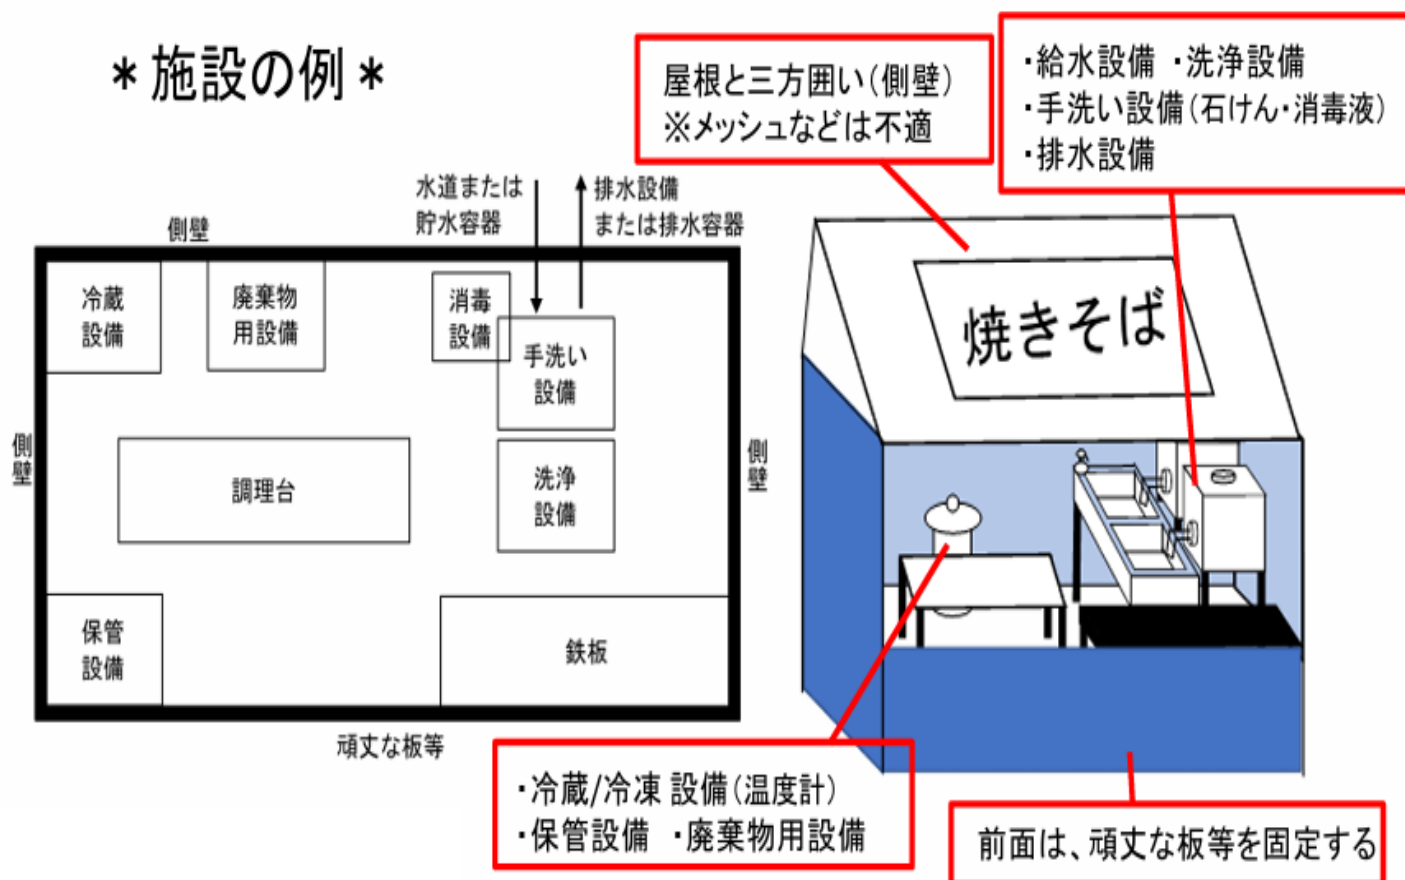 ＊施設の例＊
屋根と三方囲い（側壁）
※メッシュなどは不適
・給水設備 ・洗浄設備
・手洗い設備（石けん・消毒液）
・排水設備
水道または
貯水容器
排水設備
または排水容器
側壁
冷蔵
設備
廃棄物
用設備
消毒
設備
手洗い
設備
側壁
調理台
洗浄
設備
側壁
保管
設備
鉄板
頑丈な板等
焼きそば
・冷蔵/冷凍 設備（温度計）
・保管設備 ・廃棄物用設備
前面は、頑丈な板等を固定する